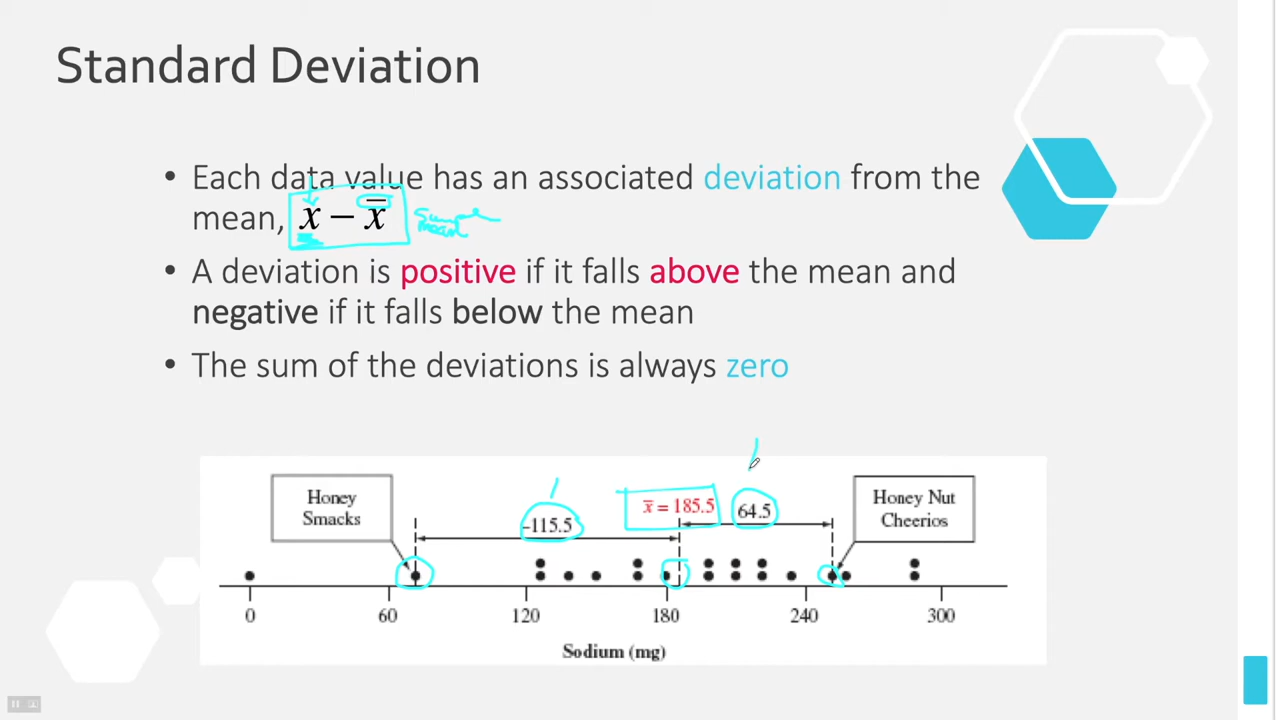 Standard Deviation
• Each data value has an associated deviation from the
mean, x − x̄
Sample
mean
• A deviation is positive if it falls above the mean and
negative if it falls below the mean
• The sum of the deviations is always zero
Honey
Smacks
-115.5
x̄ = 185.5
64.5
Honey Nut
Cheerios
0 60 120 180 240 300
Sodium (mg)